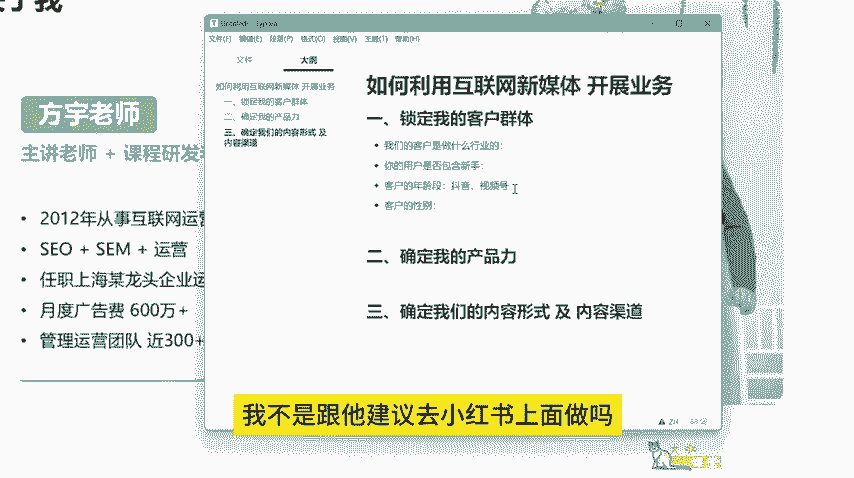 方宇老师
主讲老师 + 课程研发
2012年从事互联网运营
SEO + SEM + 运营
任职上海某龙头企业运
月度广告费 600万+
管理运营团队 近300+
文件(F) 编辑(E) 段落(P) 格式(O) 视图(V) 主题(T) 帮助(H)
文件 大纲
如何利用互联网新媒体 开展业务
一、锁定我的客户群体
二、确定我的产品力
三、确定我们的内容形式 及
内容渠道
如何利用互联网新媒体 开展业务
一、锁定我的客户群体
我们的客户是做什么行业的:
你的用户是否包含新手:
客户的年龄段: 抖音、视频号
客户的性别:
二、确定我的产品力
三、确定我们的内容形式 及 内容渠道
我不是跟他建议去小红书上面做吗